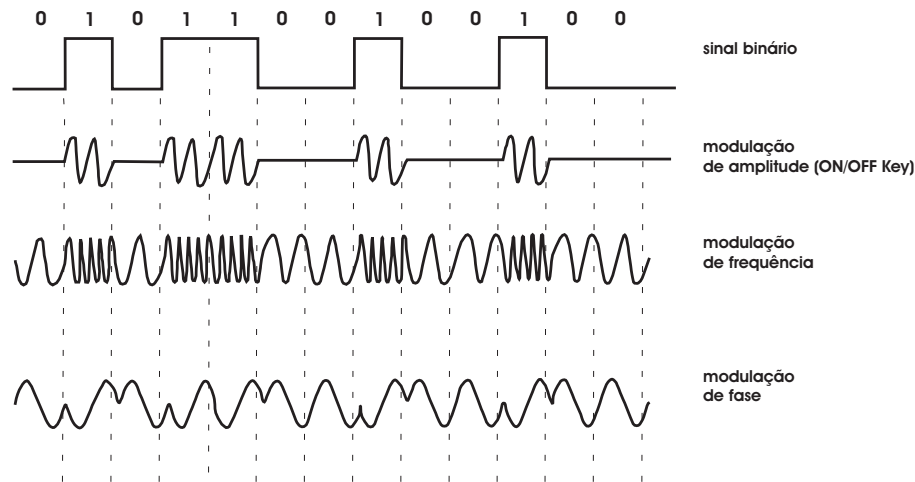 0 1 0 1 1 0 0 1 0 0 1 0 0
sinal binário
modulação
de amplitude (ON/OFF Key)
modulação
de frequência
modulação
de fase